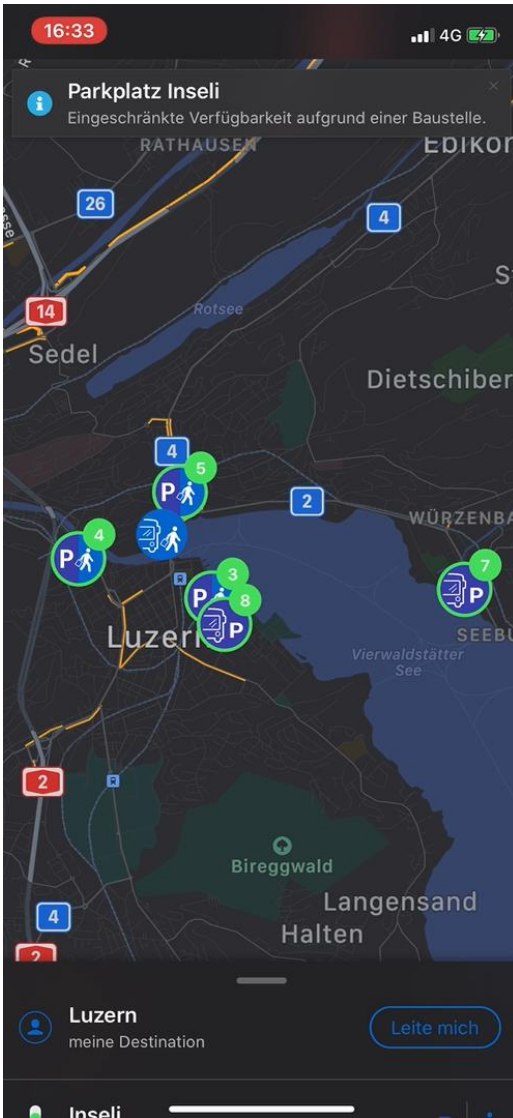 16:33
4G
Parkplatz Inseli
Eingeschränkte Verfügbarkeit aufgrund einer Baustelle.
RATHAUSEN
Ebikon
26
4
14
Rotsee
Sedel
Dietschiber
4
5
2
P
WÜRZENBA
4
P
7
P
3
P
8
P
Luzern
SEEBU
Vierwaldstätter
See
2
Bireggwald
Langensand
4
Halten
2
Luzern
meine Destination
Leite mich
Inseli